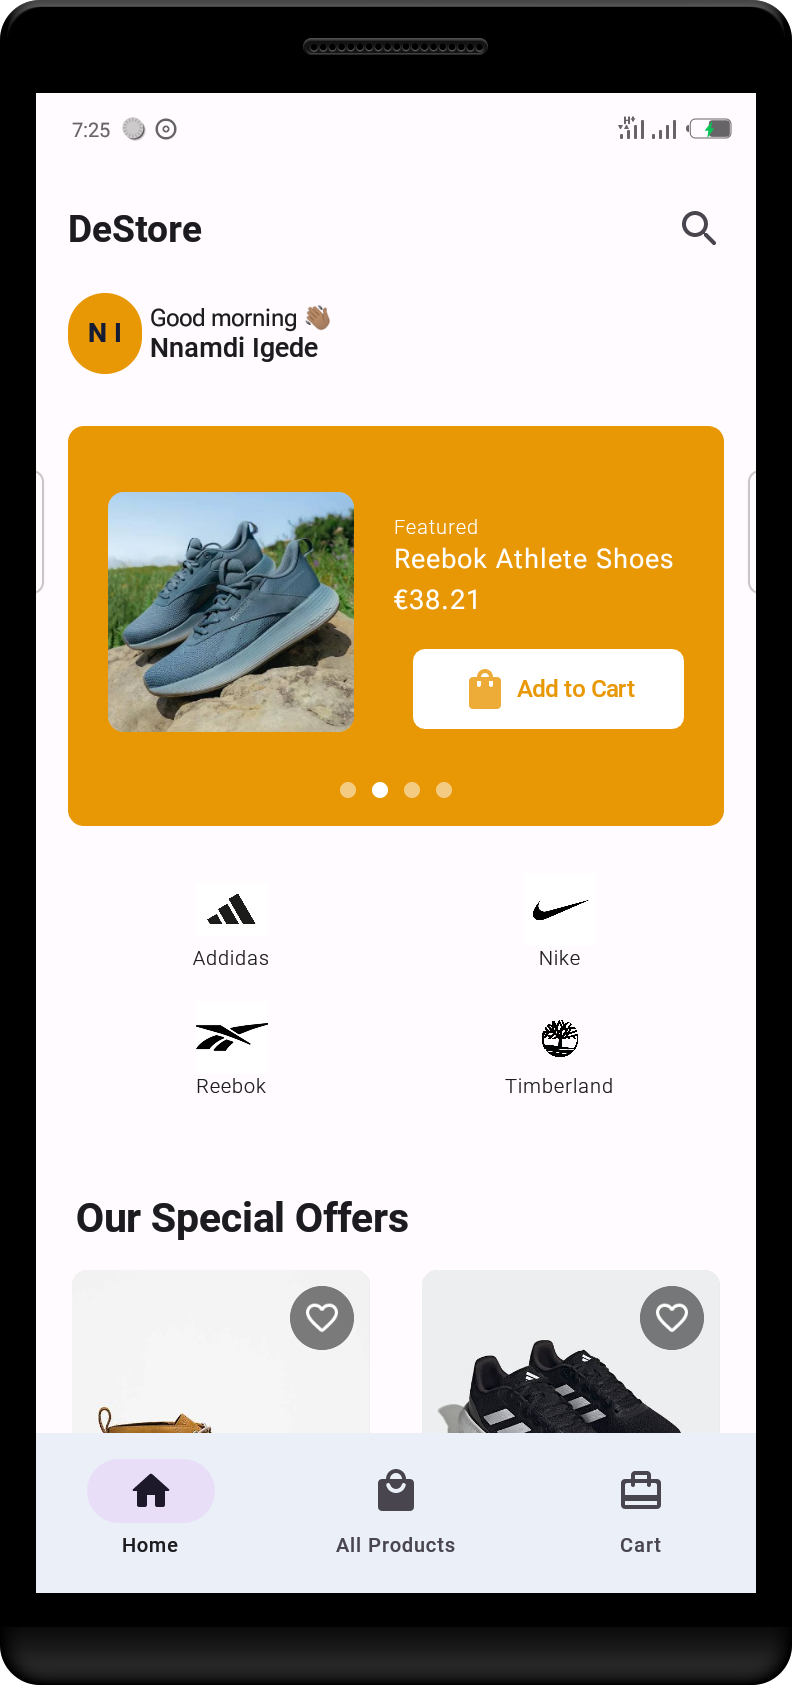 7:25
H+
DeStore
N I
Good morning 👋🏽
Nnamdi Igede
Featured
Reebok Athlete Shoes
€38.21
Add to Cart
Addidas
Nike
Reebok
Timberland
Our Special Offers
Home
All Products
Cart